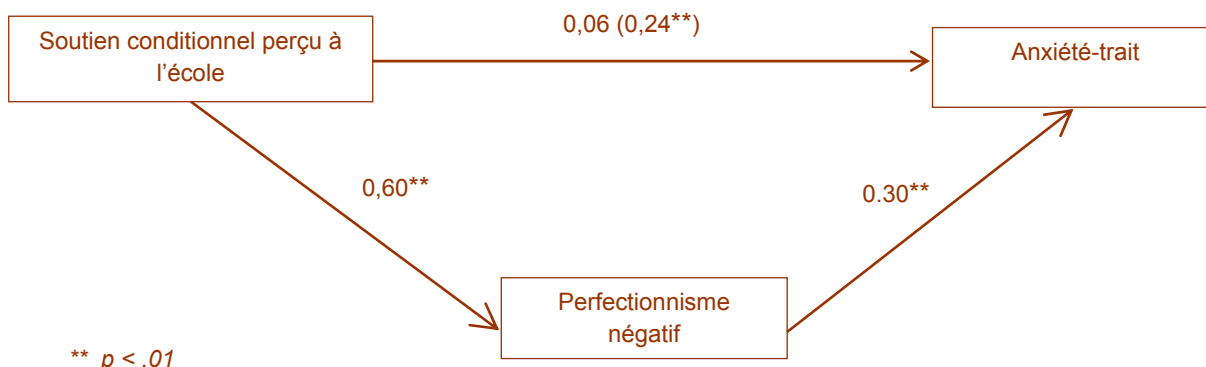 0,06 (0,24**)
Soutien conditionnel perçu à
l’école
Anxiété-trait
0,60**
0.30**
Perfectionnisme
négatif
** p < .01